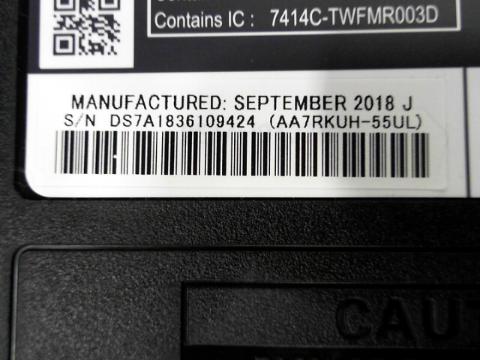 Contains IC : 7414C-TWFMR003D
MANUFACTURED: SEPTEMBER 2018 J
S/N DS7A1836109424 (AA7RKUH-55UL)